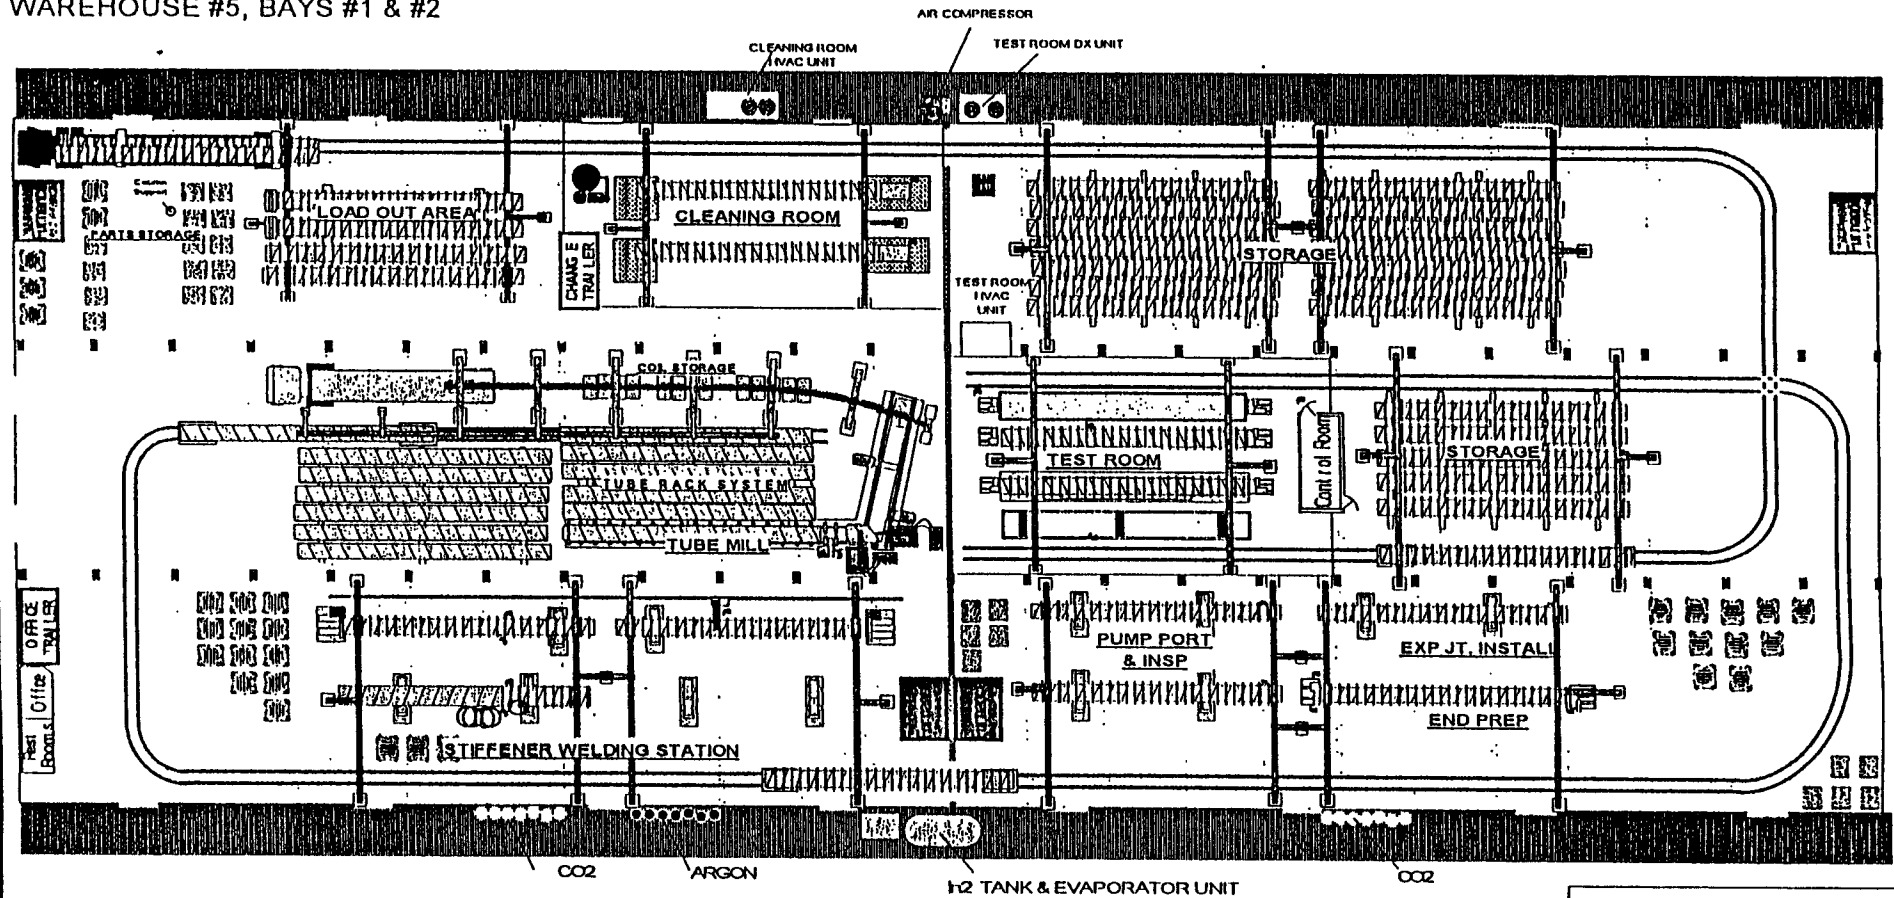 WAREHOUSE #5, BAYS #1 & #2
AIR COMPRESSOR
CLEANING ROOM
HVAC UNIT
TEST ROOM DX UNIT
LOAD OUT AREA
PARTS STORAGE
CHANGE
TRAILER
CLEANING ROOM
STORAGE
TEST ROOM
HVAC
UNIT
COIL STORAGE
TUBE RACK SYSTEM
TUBE MILL
TEST ROOM
Control Room
STORAGE
OFFICE
TRAILER
Office
Rest
Rooms
PUMP PORT
& INSP
EXP JT. INSTALL
END PREP
STIFFENER WELDING STATION
CO2
ARGON
ln2 TANK & EVAPORATOR UNIT
CO2